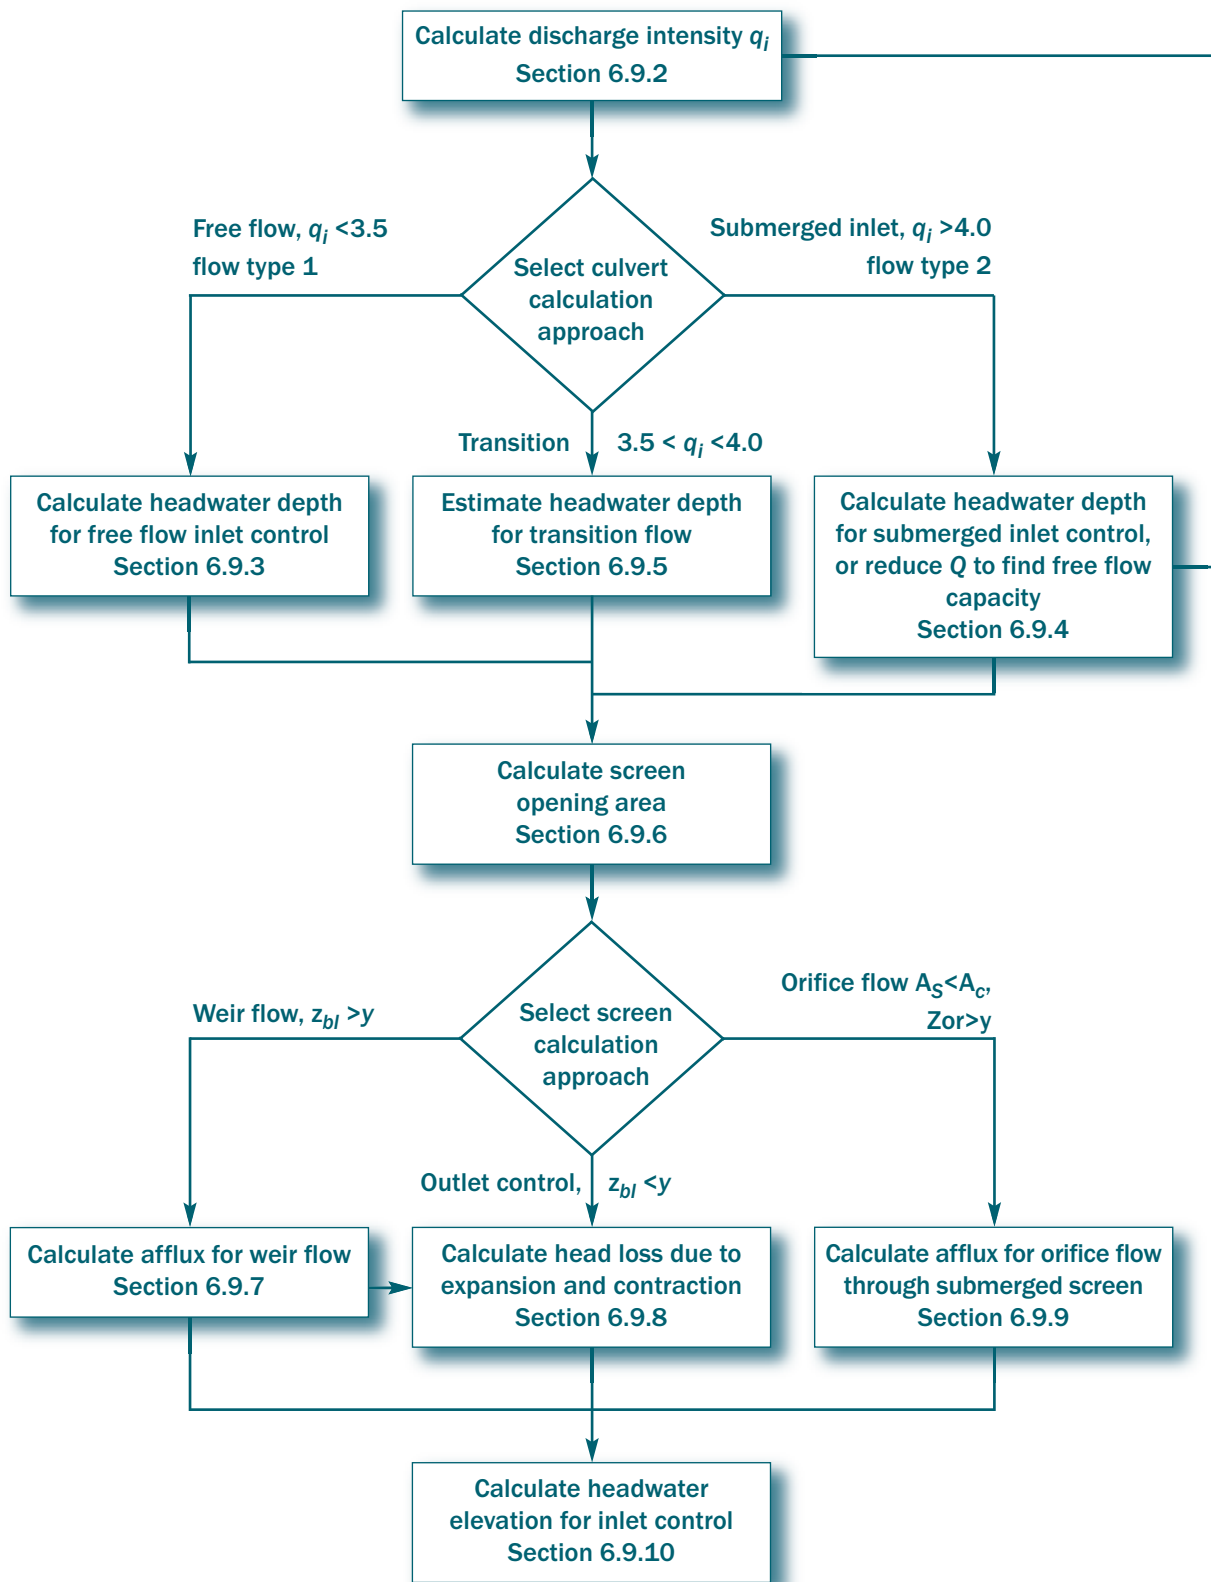 Calculate discharge intensity qi
Section 6.9.2
Free flow, qi <3.5
flow type 1
Submerged inlet, qi >4.0
flow type 2
Select culvert
calculation
approach
Transition 3.5 < qi <4.0
Calculate headwater depth
for free flow inlet control
Section 6.9.3
Estimate headwater depth
for transition flow
Section 6.9.5
Calculate headwater depth
for submerged inlet control,
or reduce Q to find free flow
capacity
Section 6.9.4
Calculate screen
opening area
Section 6.9.6
Weir flow, zbl >y
Select screen
calculation
approach
Orifice flow AS<Ac,
Zor>y
Outlet control, zbl <y
Calculate afflux for weir flow
Section 6.9.7
Calculate head loss due to
expansion and contraction
Section 6.9.8
Calculate afflux for orifice flow
through submerged screen
Section 6.9.9
Calculate headwater
elevation for inlet control
Section 6.9.10